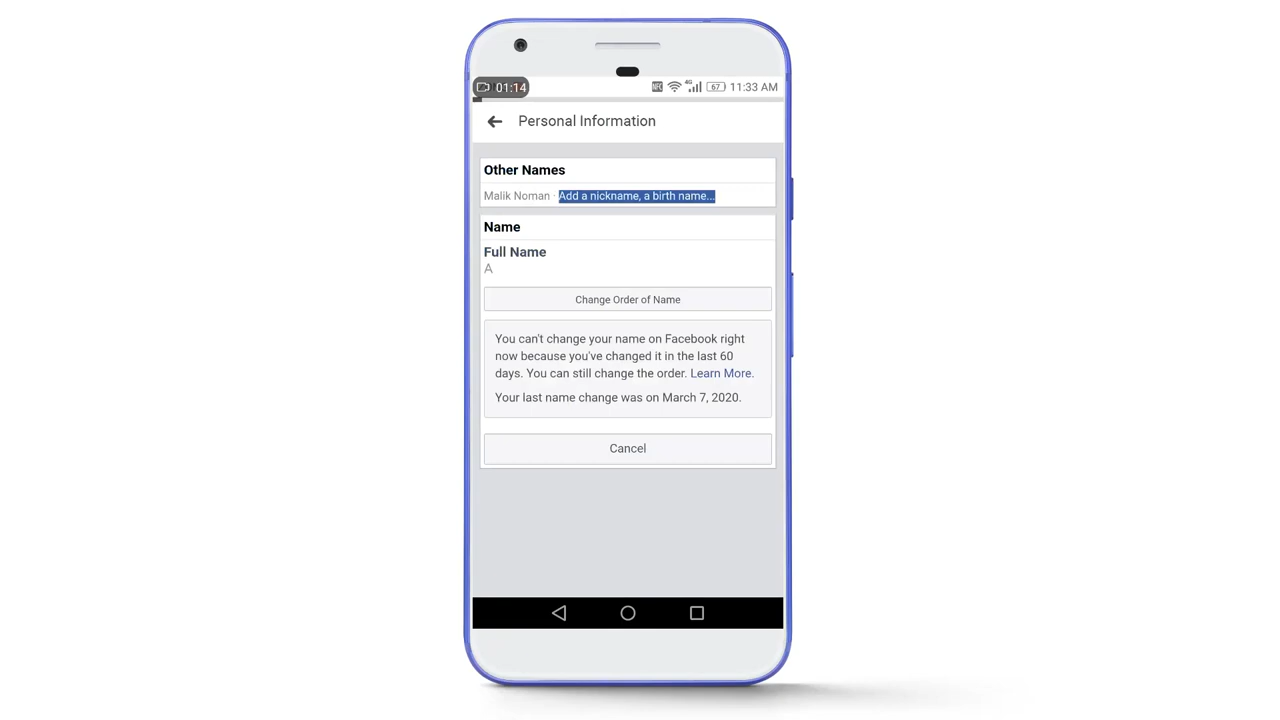 01:14
NFC 4G 67 11:33 AM
Personal Information
Other Names
Malik Noman · Add a nickname, a birth name...
Name
Full Name
A
Change Order of Name
You can't change your name on Facebook right
now because you've changed it in the last 60
days. You can still change the order. Learn More.
Your last name change was on March 7, 2020.
Cancel